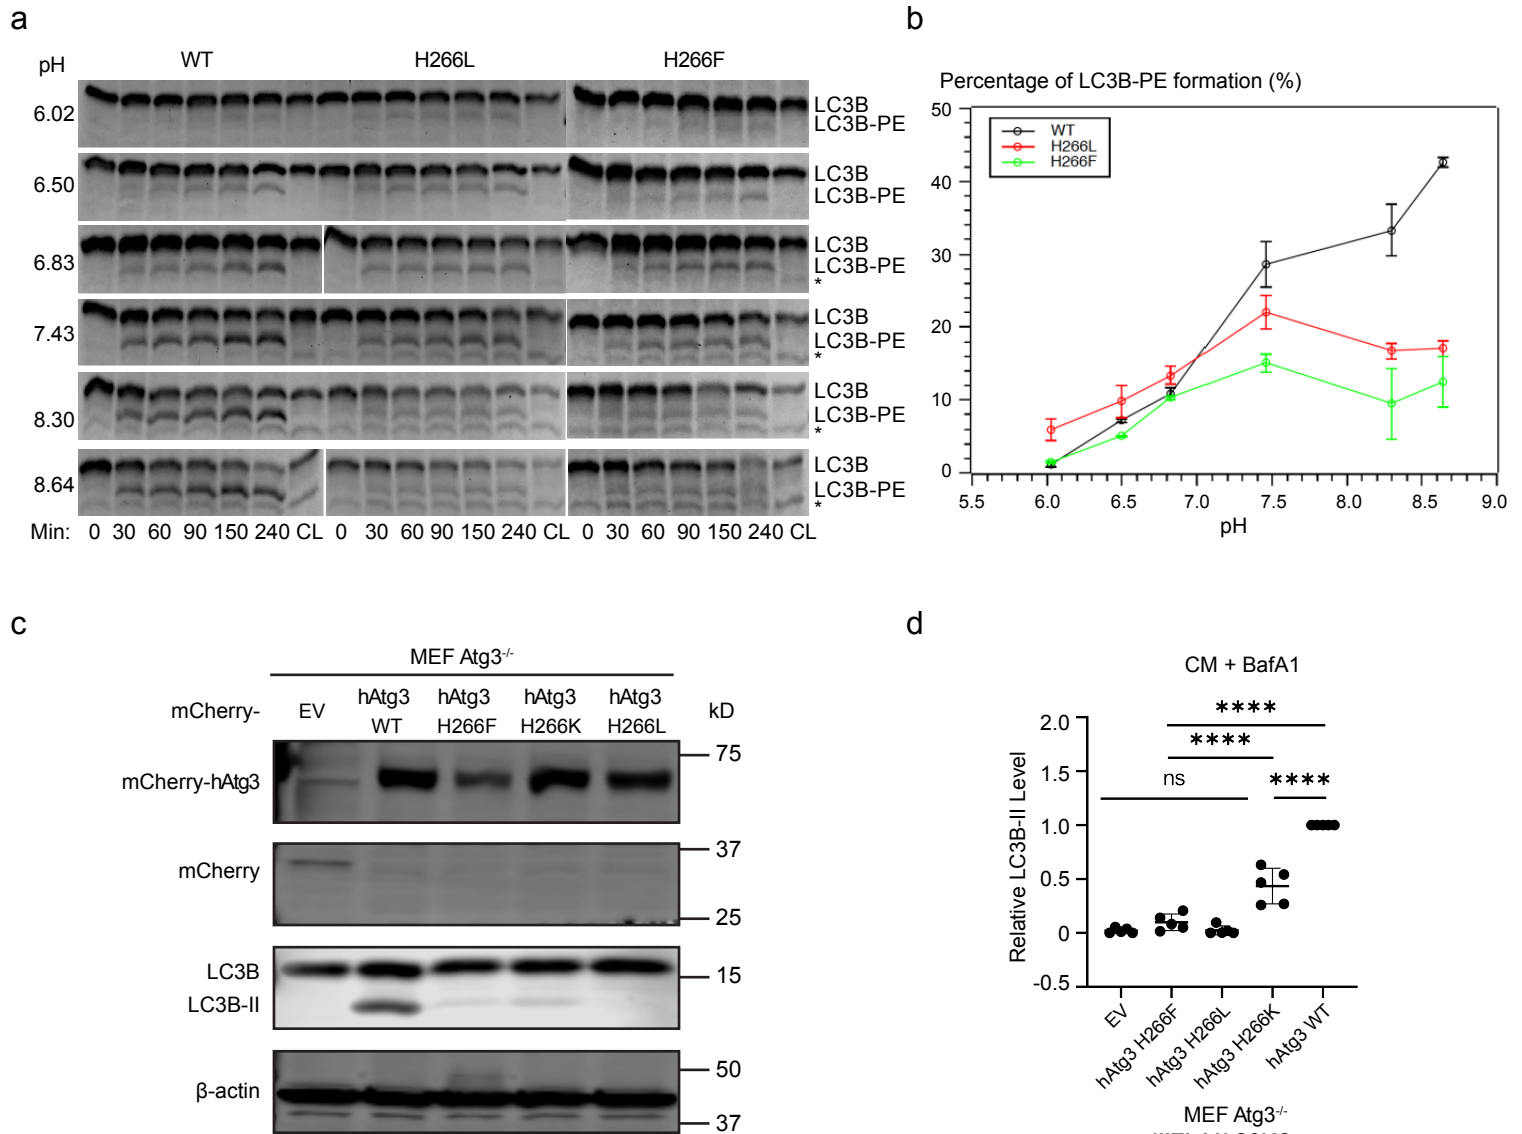 a
pH
WT
H266L
H266F
6.02
LC3B
LC3B-PE
6.50
LC3B
LC3B-PE
6.83
LC3B
LC3B-PE
*
7.43
LC3B
LC3B-PE
*
8.30
LC3B
LC3B-PE
*
8.64
LC3B
LC3B-PE
*
Min: 0 30 60 90 150 240 CL 0 30 60 90 150 240 CL 0 30 60 90 150 240 CL
b
Percentage of LC3B-PE formation (%)
WT
H266L
H266F
50
40
30
20
10
0
5.5 6.0 6.5 7.0 7.5 8.0 8.5 9.0
pH
c
MEF Atg3-/-
mCherry-
EV
hAtg3 WT
hAtg3 H266F
hAtg3 H266K
hAtg3 H266L
kD
mCherry-hAtg3
75
mCherry
37
25
LC3B
15
LC3B-II
β-actin
50
37
d
CM + BafA1
****
****
ns
****
Relative LC3B-II Level
2.0
1.5
1.0
0.5
0
-0.5
EV
hAtg3 H266F
hAtg3 H266L
hAtg3 H266K
hAtg3 WT
MEF Atg3-/-